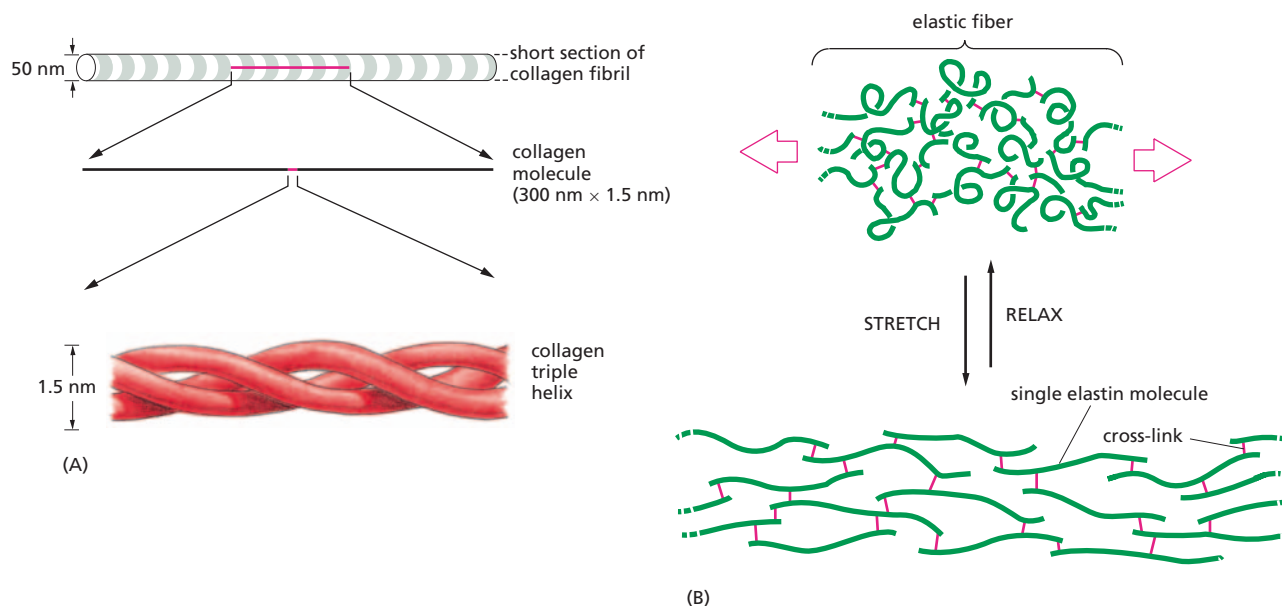 50 nm
short section of
collagen fibril
collagen
molecule
(300 nm × 1.5 nm)
1.5 nm
collagen
triple
helix
(A)
elastic fiber
STRETCH
RELAX
single elastin molecule
cross-link
(B)